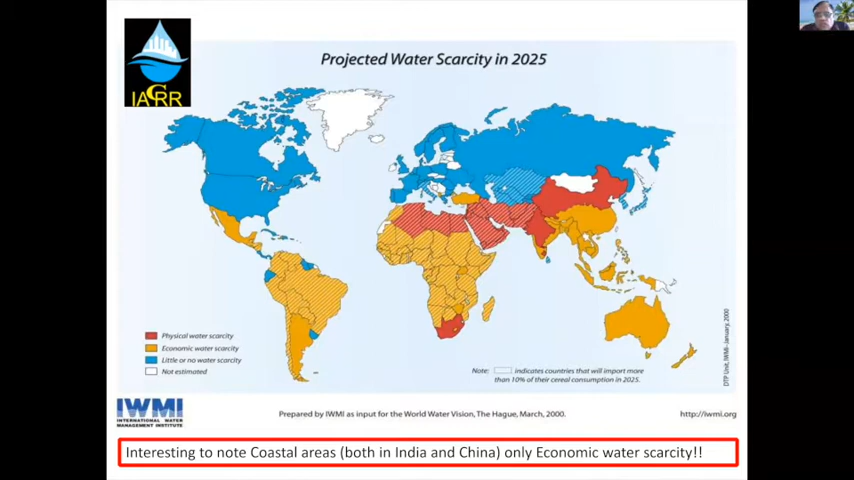 Projected Water Scarcity in 2025
IACRR
Physical water scarcity
Economic water scarcity
Little or no water scarcity
Not estimated
Note: indicates countries that will import more
than 10% of their cereal consumption in 2025.
DTP Unit, IWMI- January, 2000
IWMI
INTERNATIONAL WATER
MANAGEMENT INSTITUTE
Prepared by IWMI as input for the World Water Vision, The Hague, March, 2000.
http://iwmi.org
Interesting to note Coastal areas (both in India and China) only Economic water scarcity!!